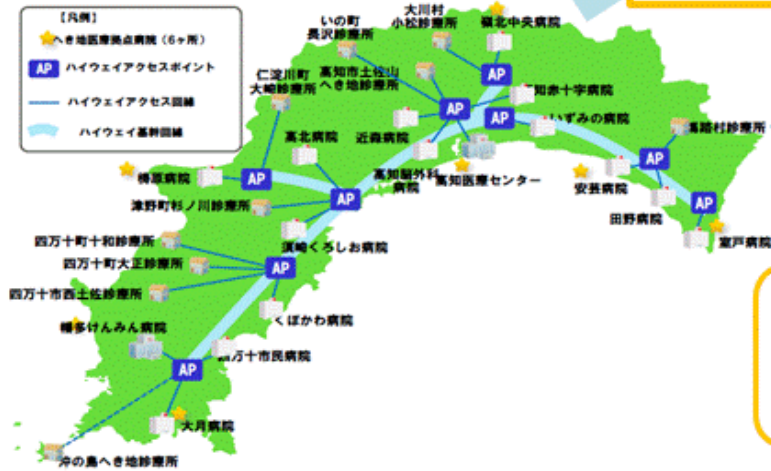 【凡例】
へき地医療拠点病院（6ヶ所）
AP ハイウェイアクセスポイント
ハイウェイアクセス回線
ハイウェイ基幹回線
いの町
長沢診療所
大川村
小松診療所
嶺北中央病院
仁淀川町
大崎診療所
高知市土佐山
へき地診療所
AP
知赤十字病院
AP
AP
いずみの病院
馬路村診療所
高北病院
近森病院
高知脳外科
病院
高知医療センター
AP
安芸病院
田野病院
AP
室戸病院
梼原病院
AP
津野町杉ノ川診療所
AP
須崎くろしお病院
四万十町十和診療所
四万十町大正診療所
AP
四万十市西土佐診療所
くぼかわ病院
幡多けんみん病院
四万十市民病院
AP
大月病院
沖の島へき地診療所